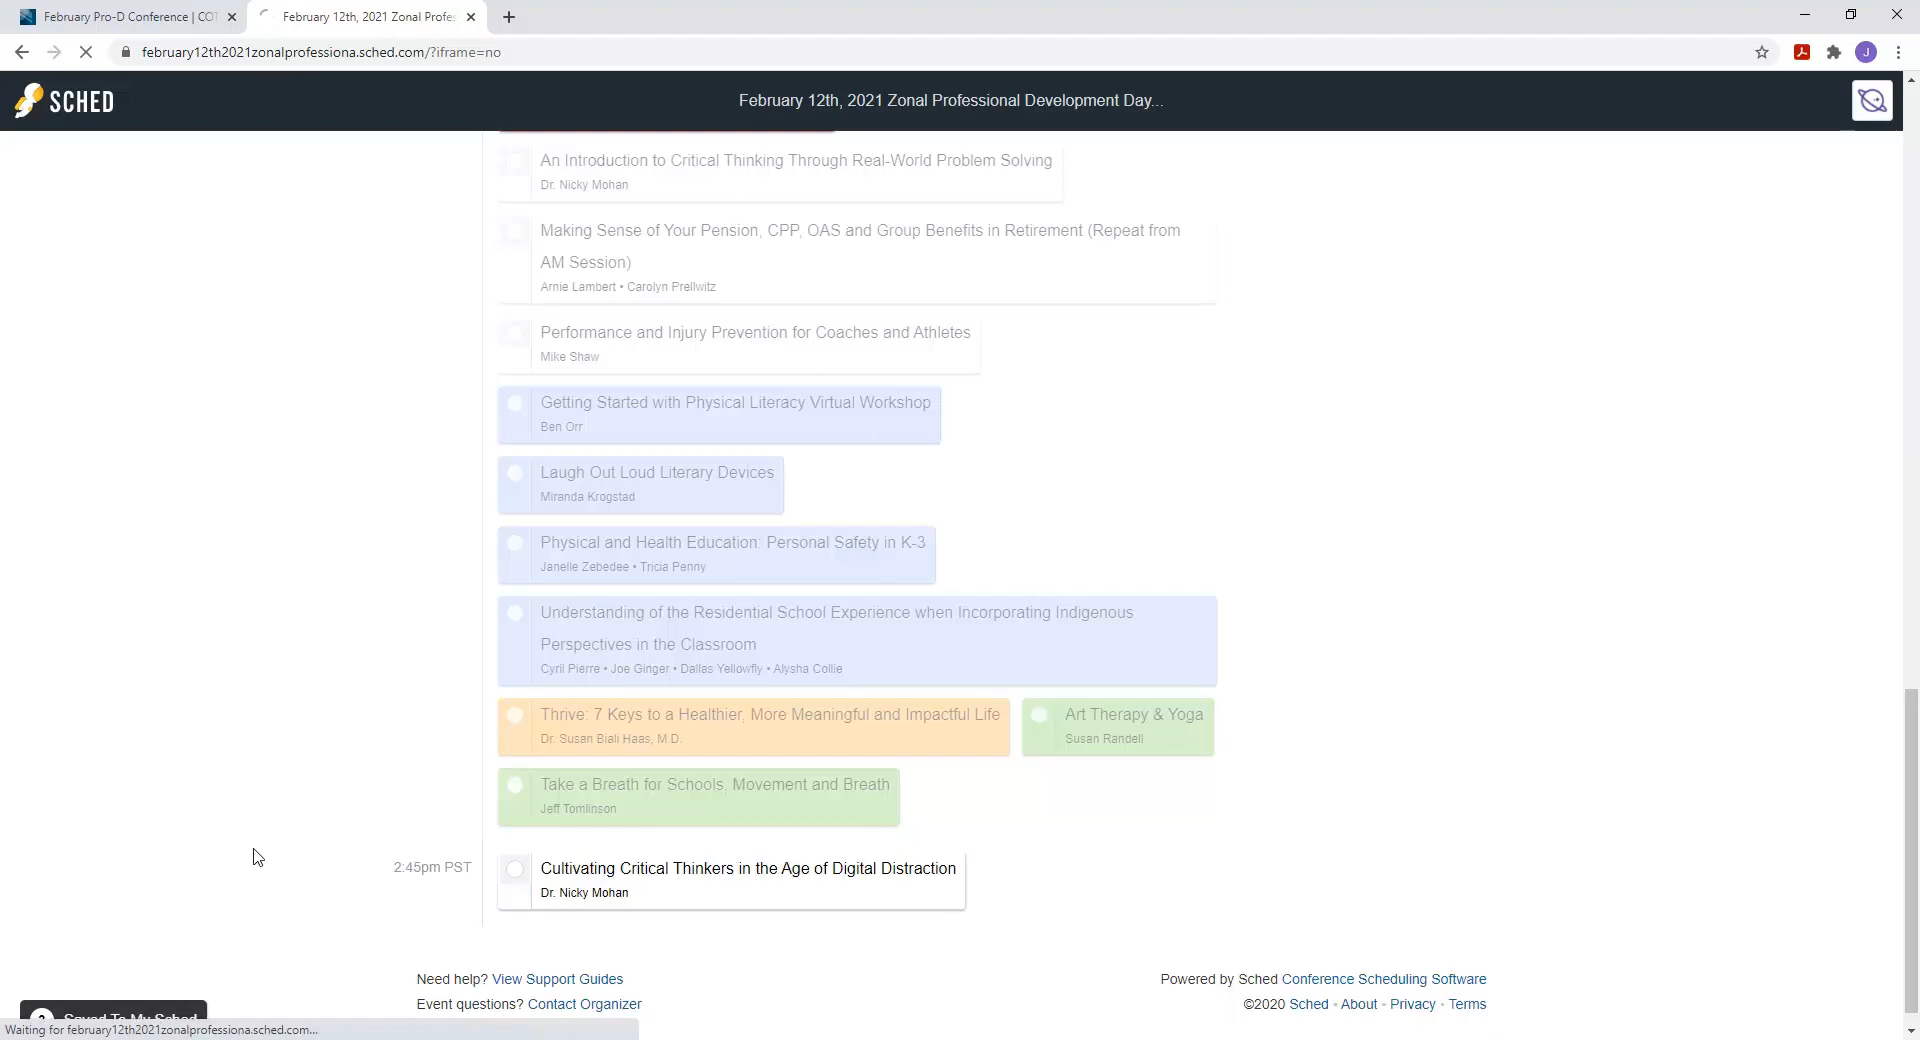 February Pro-D Conference | COT
February 12th, 2021 Zonal Profes
february12th2021zonalprofessiona.sched.com/?iframe=no
J
SCHED
February 12th, 2021 Zonal Professional Development Day...
An Introduction to Critical Thinking Through Real-World Problem Solving
Dr. Nicky Mohan
Making Sense of Your Pension, CPP, OAS and Group Benefits in Retirement (Repeat from
AM Session)
Arnie Lambert • Carolyn Prellwitz
Performance and Injury Prevention for Coaches and Athletes
Mike Shaw
Getting Started with Physical Literacy Virtual Workshop
Ben Orr
Laugh Out Loud Literary Devices
Miranda Krogstad
Physical and Health Education: Personal Safety in K-3
Janelle Zebedee • Tricia Penny
Understanding of the Residential School Experience when Incorporating Indigenous
Perspectives in the Classroom
Cyril Pierre • Joe Ginger • Dallas Yellowfly • Alysha Collie
Thrive: 7 Keys to a Healthier, More Meaningful and Impactful Life
Dr. Susan Biali Haas, M.D.
Art Therapy & Yoga
Susan Randell
Take a Breath for Schools, Movement and Breath
Jeff Tomlinson
2:45pm PST
Cultivating Critical Thinkers in the Age of Digital Distraction
Dr. Nicky Mohan
Need help? View Support Guides
Event questions? Contact Organizer
Powered by Sched Conference Scheduling Software
©2020 Sched • About • Privacy • Terms
Saved To My Sched
Waiting for february12th2021zonalprofessiona.sched.com...